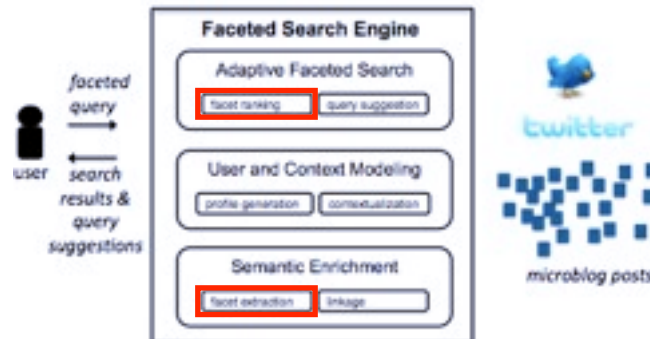 Faceted Search Engine
Adaptive Faceted Search
facet ranking
query suggestion
User and Context Modeling
profile generation
contextualization
Semantic Enrichment
facet extraction
linkage
faceted
query
user
search
results &
query
suggestions
twitter
microblog posts